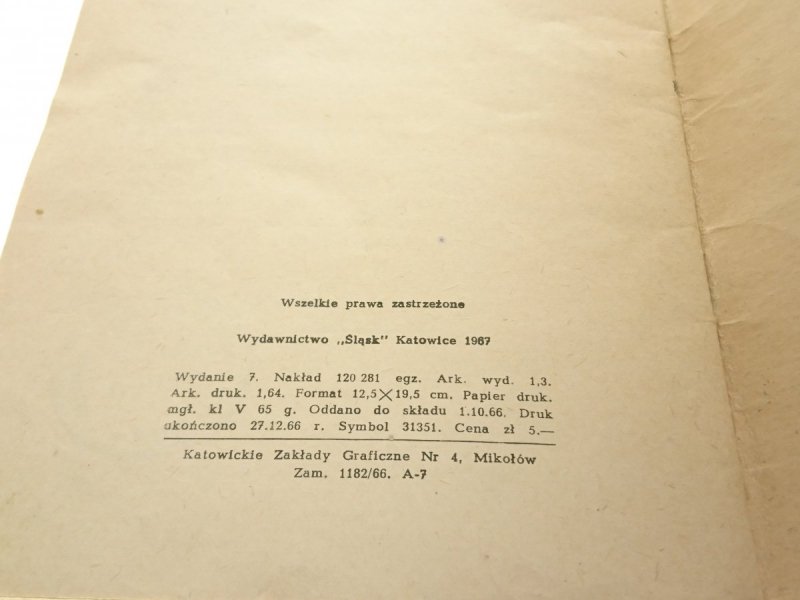 Wszelkie prawa zastrzeżone
Wydawnictwo „Śląsk" Katowice 1967
Wydanie 7. Nakład 120 281 egz. Ark. wyd. 1,3.
Ark. druk. 1,64. Format 12,5×19,5 cm. Papier druk.
mgł. kl V 65 g. Oddano do składu 1.10.66. Druk
ukończono 27.12.66 r. Symbol 31351. Cena zł 5.—
Katowickie Zakłady Graficzne Nr 4, Mikołów
Zam. 1182/66. A-7